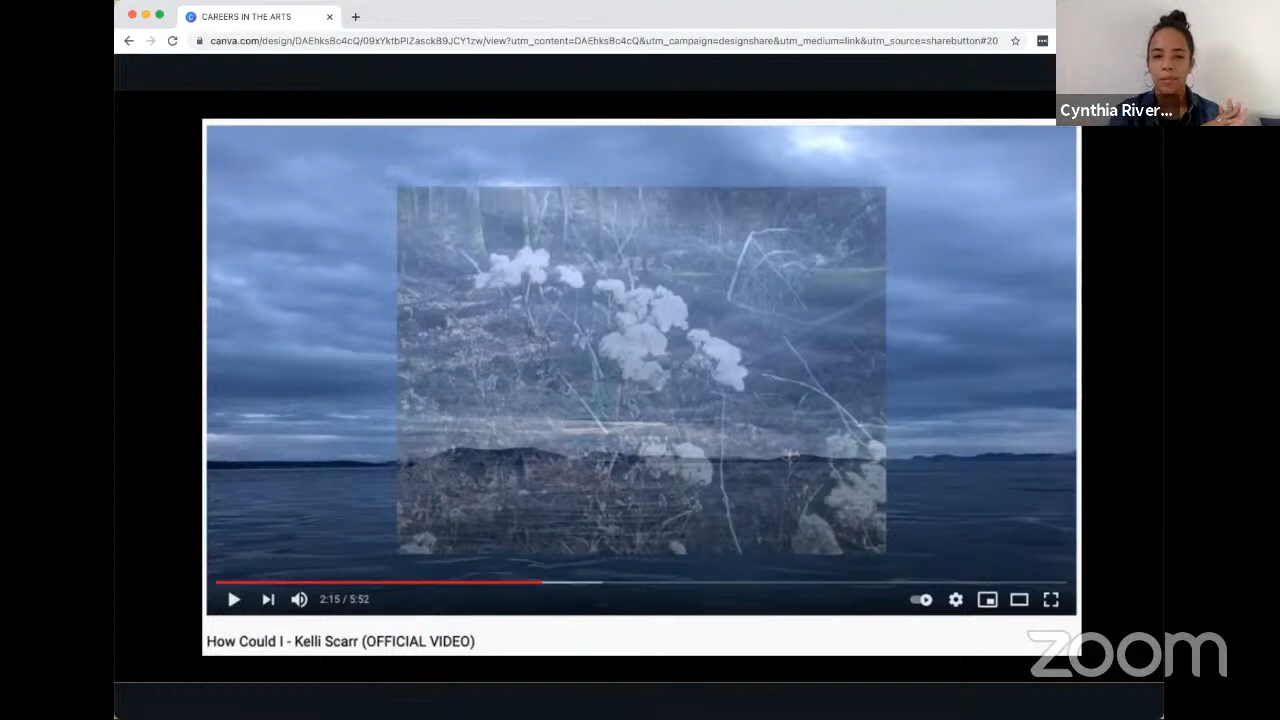 CAREERS IN THE ARTS
canva.com/design/DAEhksBc4cQ/09xYktbPIZasckB9JCY1zw/view?utm_content=DAEhksBc4cQ&utm_campaign=designshare&utm_medium=link&utm_source=sharebutton#20
Cynthia River...
2:15 / 5:52
How Could I - Kelli Scarr (OFFICIAL VIDEO)
zoom